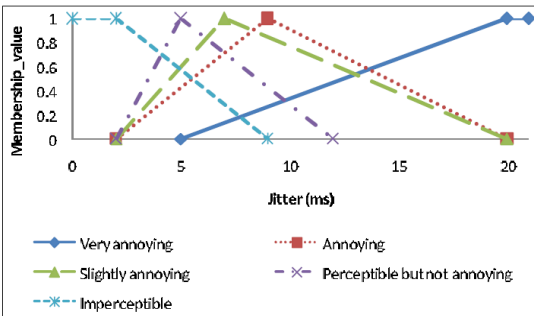 Membership_value
1
0.8
0.6
0.4
0.2
0
0 5 10 15 20
Jitter (ms)
Very annoying
Annoying
Slightly annoying
Perceptible but not annoying
Imperceptible